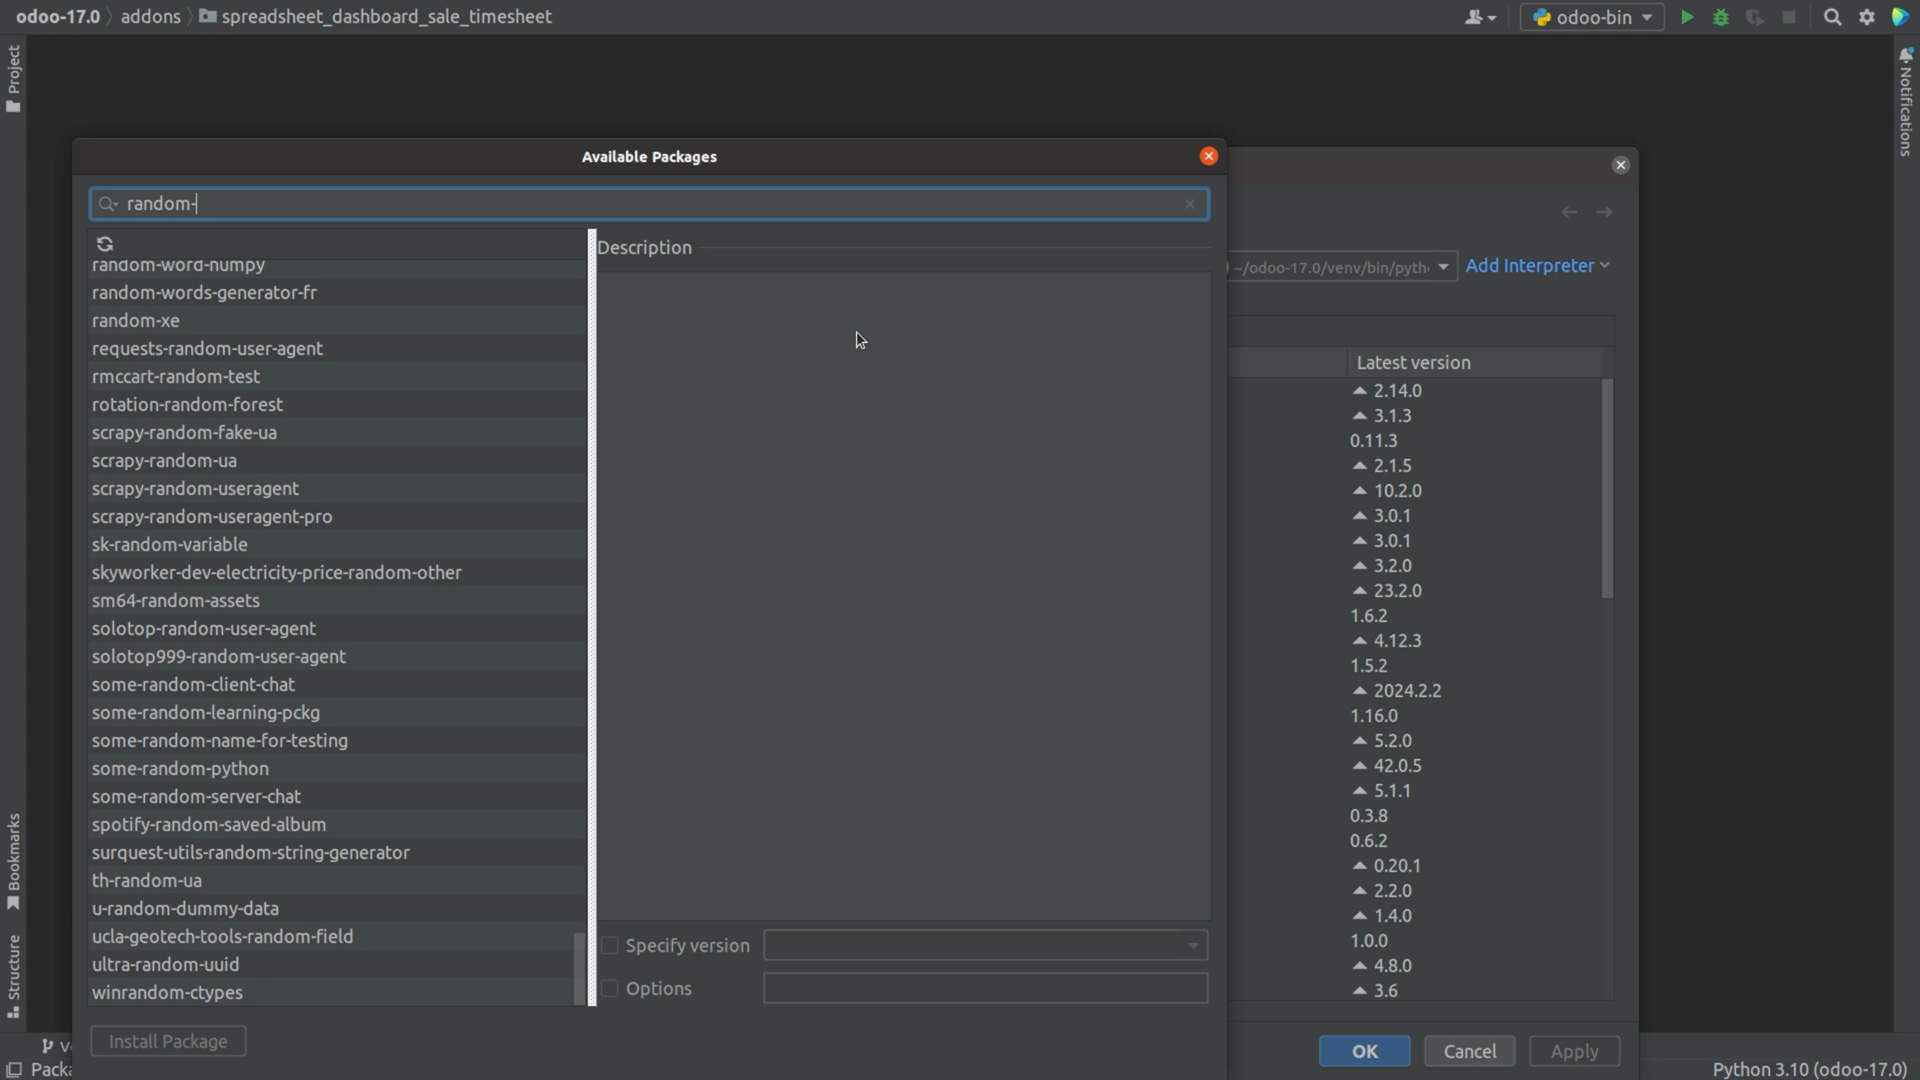 odoo-17.0 addons spreadsheet_dashboard_sale_timesheet
odoo-bin
Project
Notifications
Available Packages
random-
Description
random-word-numpy
random-words-generator-fr
random-xe
requests-random-user-agent
rmccart-random-test
rotation-random-forest
scrapy-random-fake-ua
scrapy-random-ua
scrapy-random-useragent
scrapy-random-useragent-pro
sk-random-variable
skyworker-dev-electricity-price-random-other
sm64-random-assets
solotop-random-user-agent
solotop999-random-user-agent
some-random-client-chat
some-random-learning-pckg
some-random-name-for-testing
some-random-python
some-random-server-chat
spotify-random-saved-album
surquest-utils-random-string-generator
th-random-ua
u-random-dummy-data
ucla-geotech-tools-random-field
ultra-random-uuid
winrandom-ctypes
Specify version
Options
Install Package
~/odoo-17.0/venv/bin/pyth
Add Interpreter
Latest version
2.14.0
3.1.3
0.11.3
2.1.5
10.2.0
3.0.1
3.0.1
3.2.0
23.2.0
1.6.2
4.12.3
1.5.2
2024.2.2
1.16.0
5.2.0
42.0.5
5.1.1
0.3.8
0.6.2
0.20.1
2.2.0
1.4.0
1.0.0
4.8.0
3.6
OK
Cancel
Apply
Bookmarks
Structure
Python 3.10 (odoo-17.0)